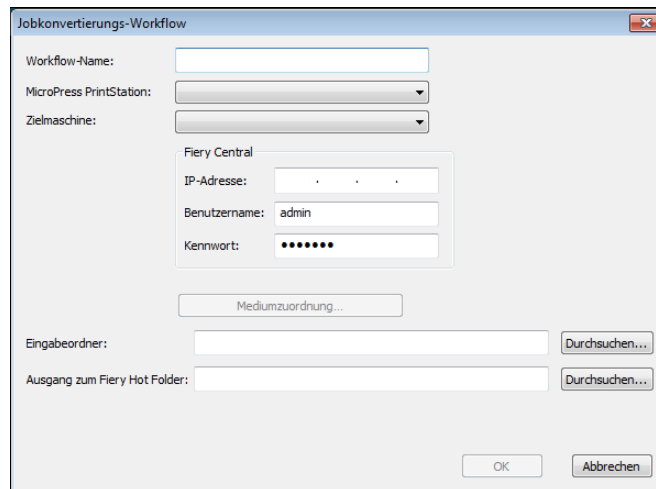 Jobkonvertierungs-Workflow
Workflow-Name:
MicroPress PrintStation:
Zielmaschine:
Fiery Central
IP-Adresse: . . .
Benutzername: admin
Kennwort: •••••••
Mediumzuordnung...
Eingabeordner: Durchsuchen...
Ausgang zum Fiery Hot Folder: Durchsuchen...
OK Abbrechen